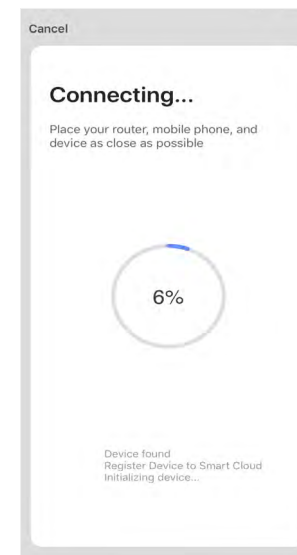 Cancel
Connecting...
Place your router, mobile phone, and
device as close as possible
6%
Device found
Register Device to Smart Cloud
Initializing device...